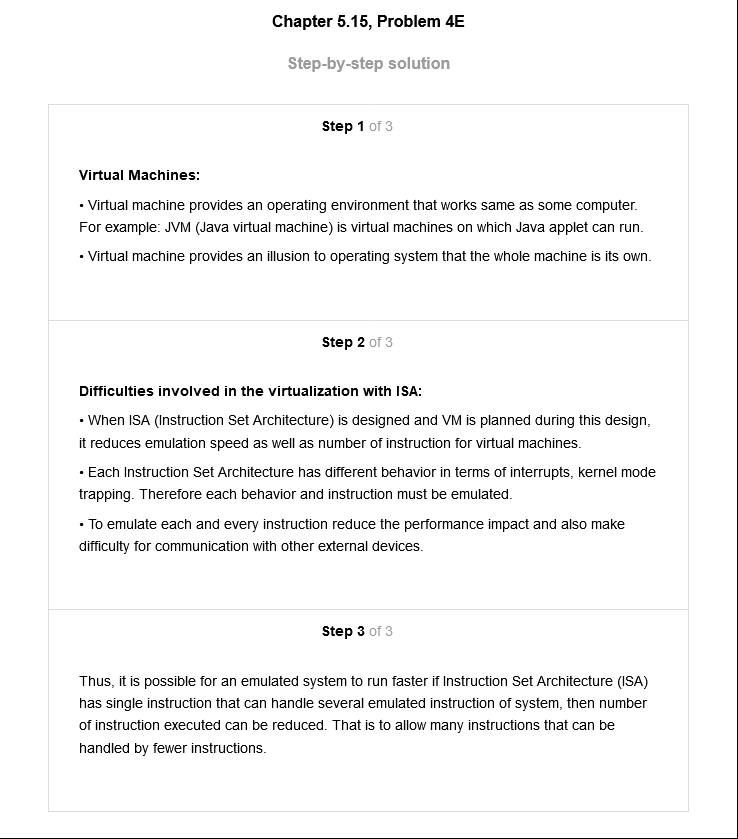 Chapter 5.15, Problem 4E
Step-by-step solution
Step 1 of 3
Virtual Machines:
• Virtual machine provides an operating environment that works same as some computer.
For example: JVM (Java virtual machine) is virtual machines on which Java applet can run.
• Virtual machine provides an illusion to operating system that the whole machine is its own.
Step 2 of 3
Difficulties involved in the virtualization with ISA:
• When ISA (Instruction Set Architecture) is designed and VM is planned during this design,
it reduces emulation speed as well as number of instruction for virtual machines.
• Each Instruction Set Architecture has different behavior in terms of interrupts, kernel mode
trapping. Therefore each behavior and instruction must be emulated.
• To emulate each and every instruction reduce the performance impact and also make
difficulty for communication with other external devices.
Step 3 of 3
Thus, it is possible for an emulated system to run faster if Instruction Set Architecture (ISA)
has single instruction that can handle several emulated instruction of system, then number
of instruction executed can be reduced. That is to allow many instructions that can be
handled by fewer instructions.